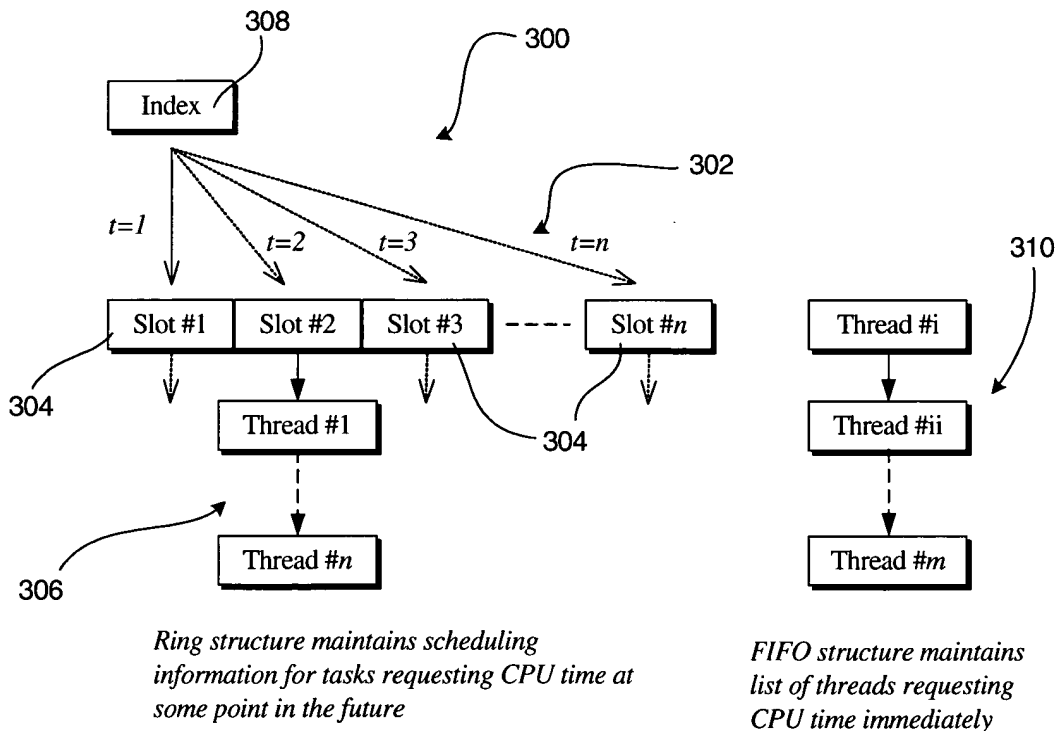 308
300
Index
302
t=1
t=2
t=3
t=n
310
Slot #1
Slot #2
Slot #3
Slot #n
Thread #i
304
Thread #1
304
Thread #ii
306
Thread #n
Thread #m
Ring structure maintains scheduling
information for tasks requesting CPU time at
some point in the future
FIFO structure maintains
list of threads requesting
CPU time immediately